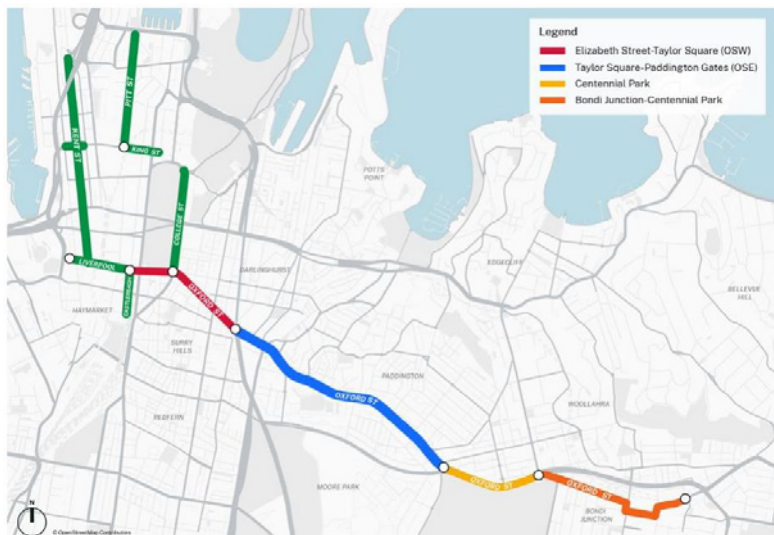 Legend
Elizabeth Street-Taylor Square (OSW)
Taylor Square-Paddington Gates (OSE)
Centennial Park
Bondi Junction-Centennial Park
PITT ST
KENT ST
KING ST
POTTS
POINT
COLLEGE ST
LIVERPOOL
DARLINGHURST
EDGECLIFF
BELLEVUE
HILL
HAYMARKET
OXFORD ST
SURRY
HILLS
PADDINGTON
OXFORD ST
WOOLLAHRA
REDFERN
MOORE PARK
OXFORD ST
OXFORD ST
BONDI
JUNCTION
N
© OpenStreetMap Contributors